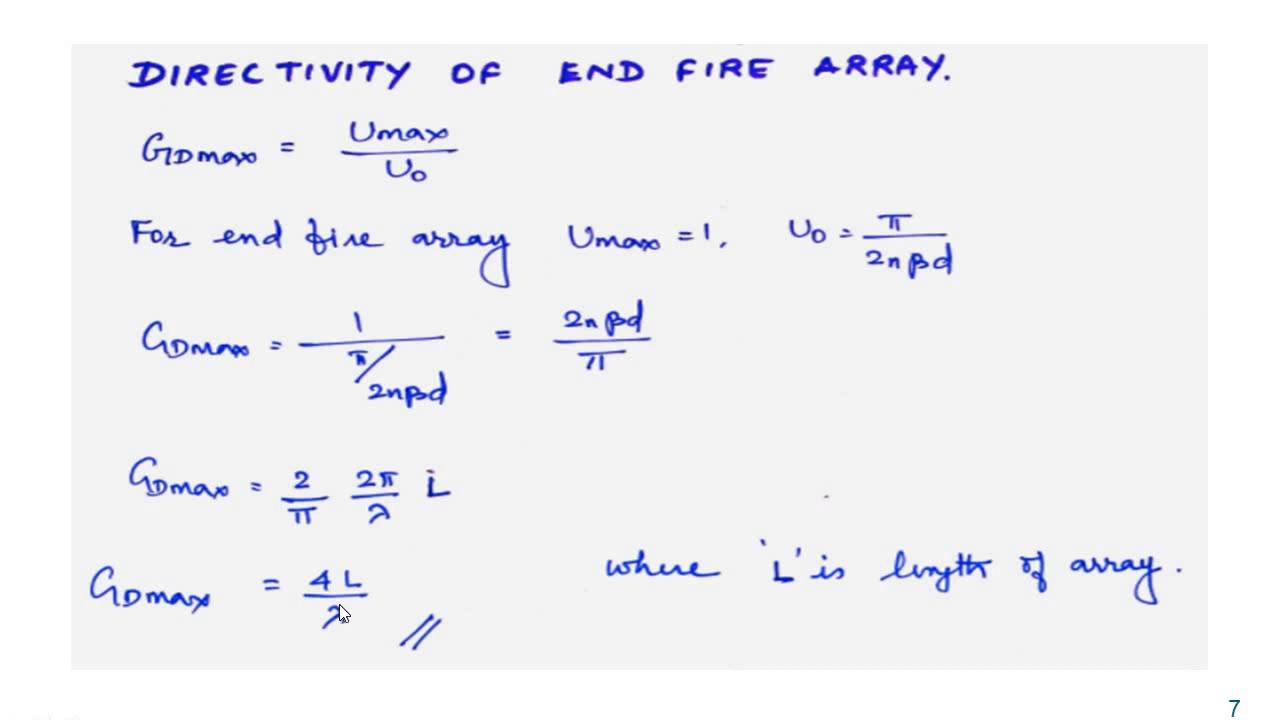 DIRECTIVITY OF END FIRE ARRAY.
GDmax = Umax / U0
For end fire array Umax = 1, U0 = π / 2nβd
GDmax = 1 / π/2nβd = 2nβd / π
GDmax = 2/π 2π/λ L
GDmax = 4L / λ // where 'L' is length of array.
7